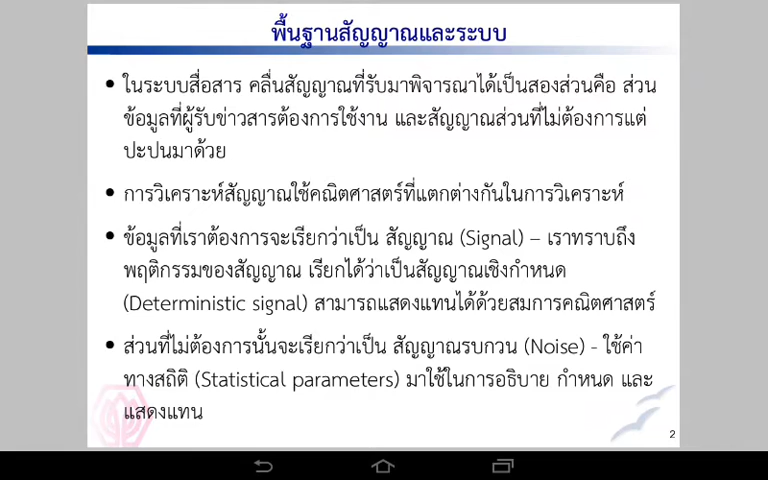 พื้นฐานสัญญาณและระบบ
• ในระบบสื่อสาร คลื่นสัญญาณที่รับมาพิจารณาได้เป็นสองส่วนคือ ส่วน
ข้อมูลที่ผู้รับข่าวสารต้องการใช้งาน และสัญญาณส่วนที่ไม่ต้องการแต่
ปะปนมาด้วย
• การวิเคราะห์สัญญาณใช้คณิตศาสตร์ที่แตกต่างกันในการวิเคราะห์
• ข้อมูลที่เราต้องการจะเรียกว่าเป็น สัญญาณ (Signal) – เราทราบถึง
พฤติกรรมของสัญญาณ เรียกได้ว่าเป็นสัญญาณเชิงกำหนด
(Deterministic signal) สามารถแสดงแทนได้ด้วยสมการคณิตศาสตร์
• ส่วนที่ไม่ต้องการนั้นจะเรียกว่าเป็น สัญญาณรบกวน (Noise) - ใช้ค่า
ทางสถิติ (Statistical parameters) มาใช้ในการอธิบาย กำหนด และ
แสดงแทน
2